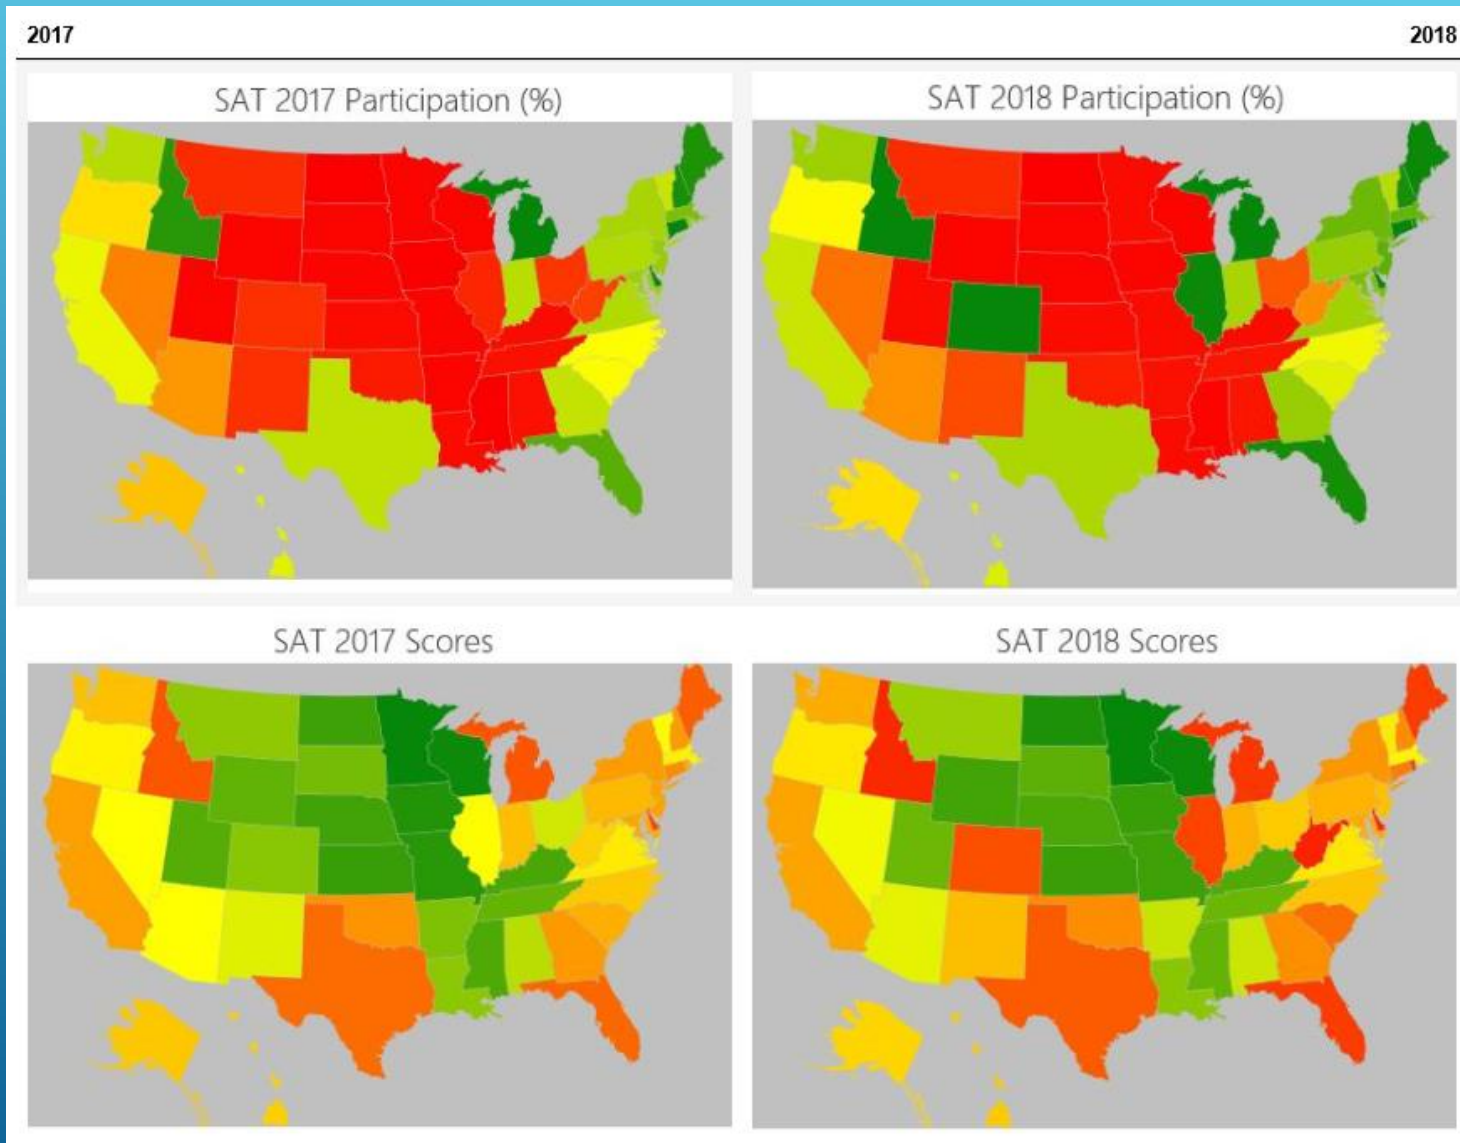 2017
2018
SAT 2017 Participation (%)
SAT 2018 Participation (%)
SAT 2017 Scores
SAT 2018 Scores